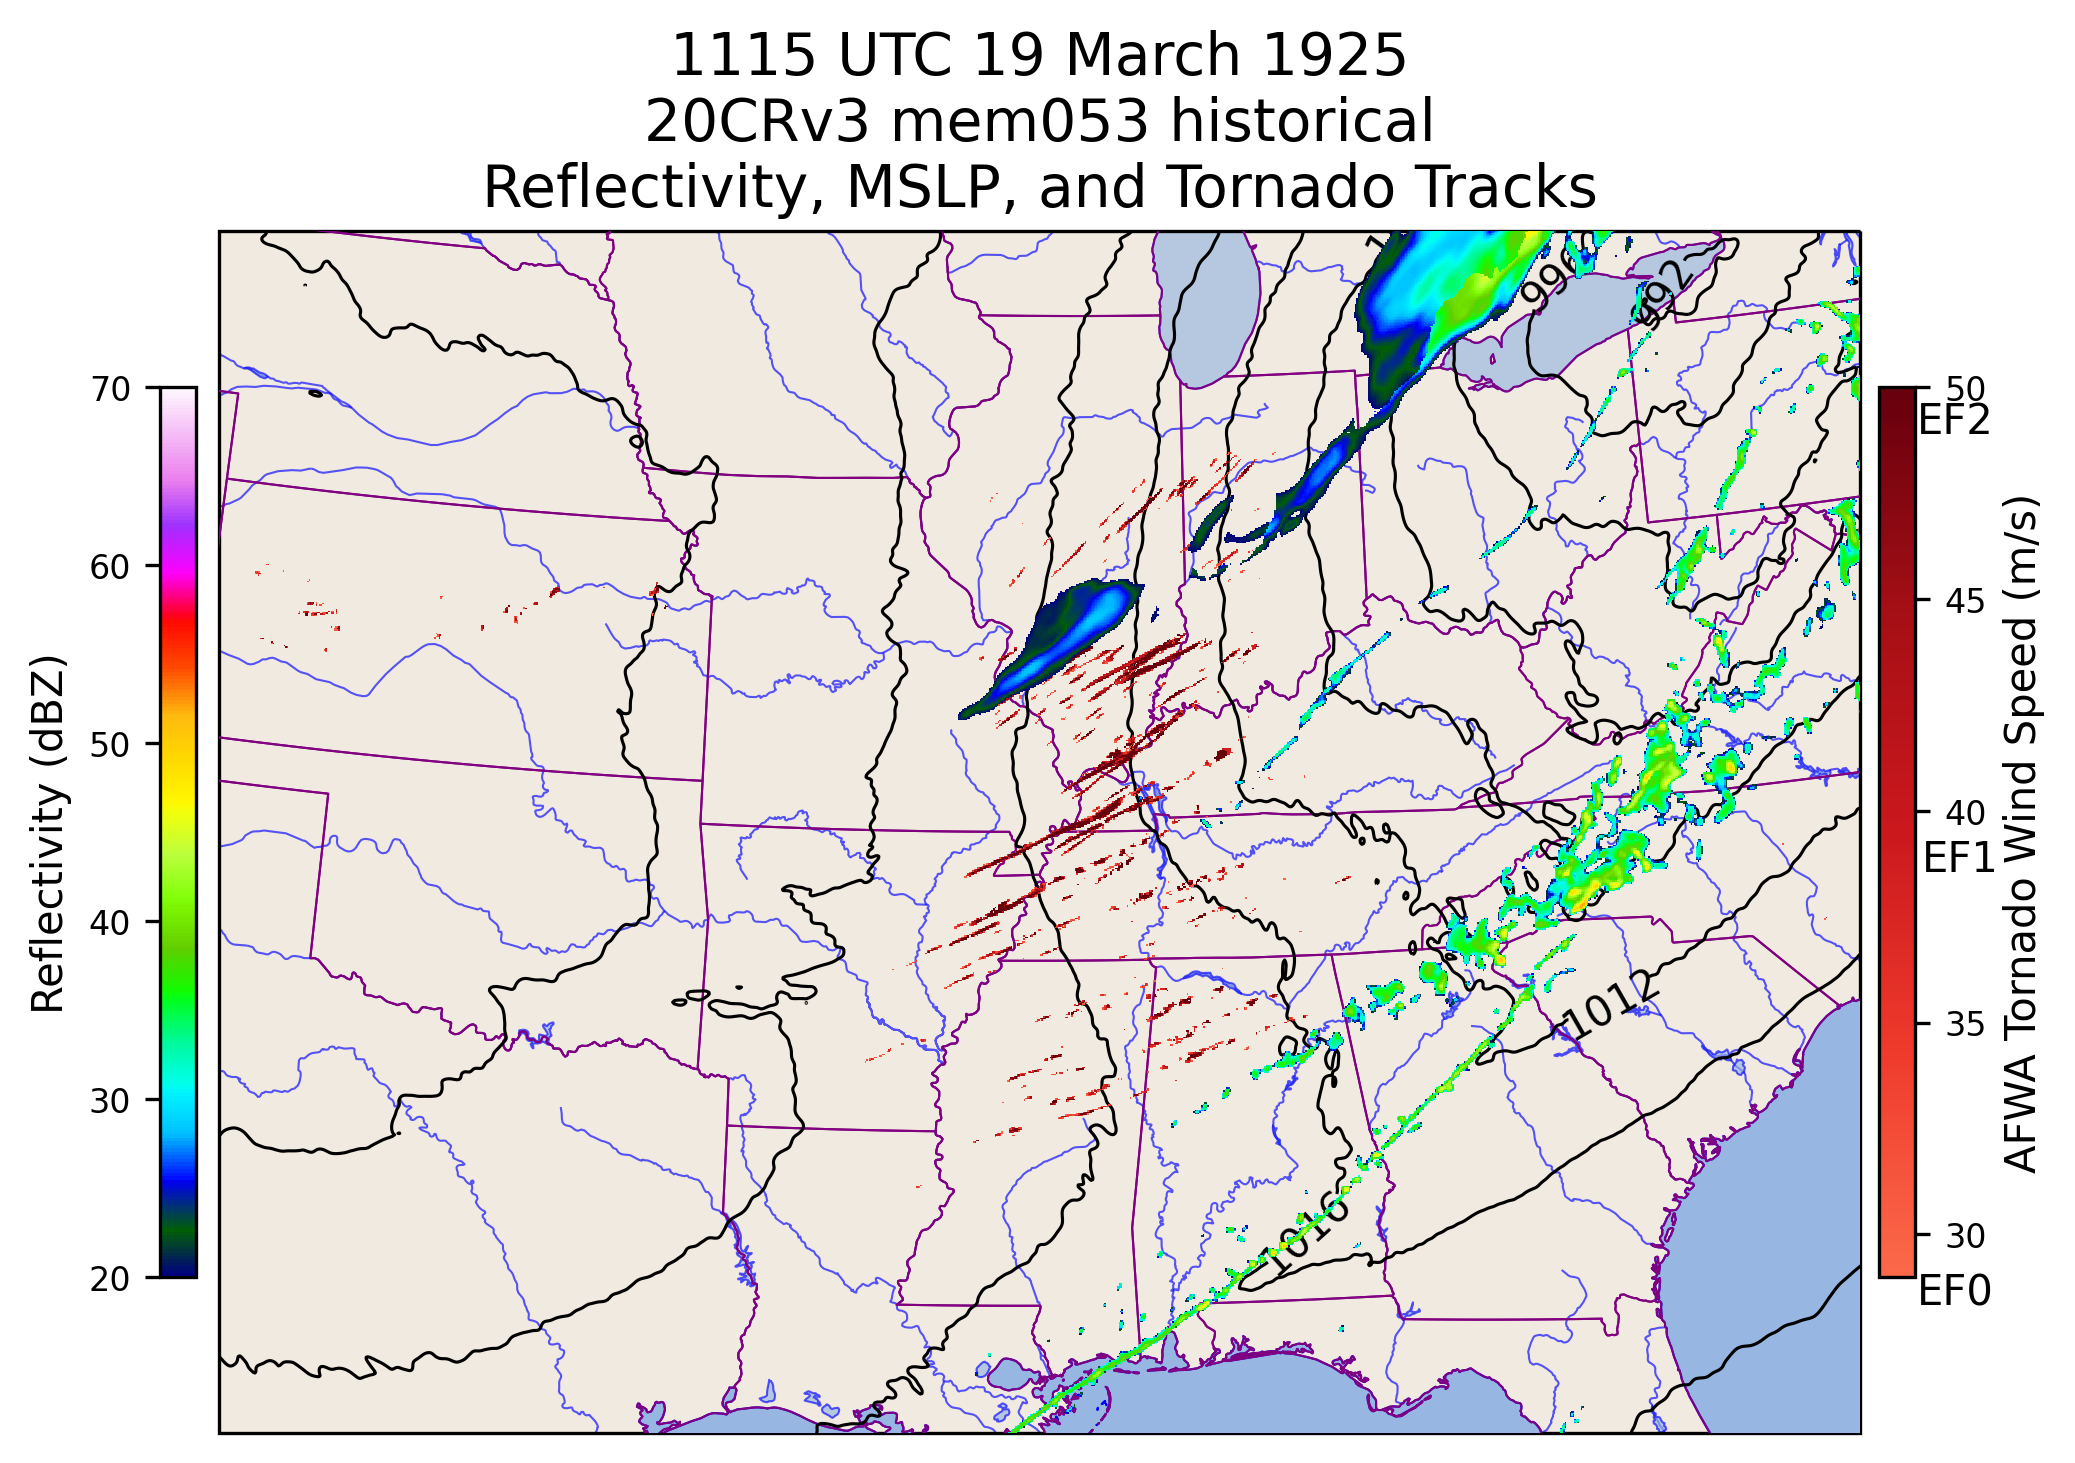 1115 UTC 19 March 1925
20CRv3 mem053 historical
Reflectivity, MSLP, and Tornado Tracks
996
992
1012
1016
70
60
50
40
30
20
Reflectivity (dBZ)
50
EF2
45
40
EF1
35
30
EF0
AFWA Tornado Wind Speed (m/s)